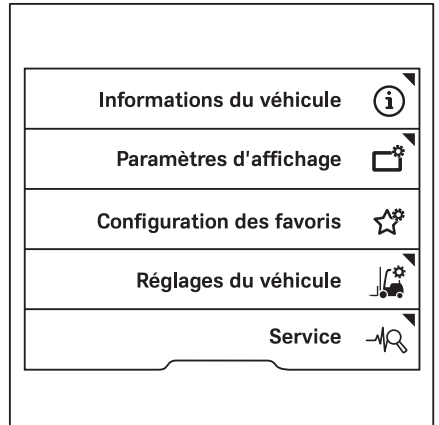 Informations du véhicule
Paramètres d'affichage
Configuration des favoris
Réglages du véhicule
Service